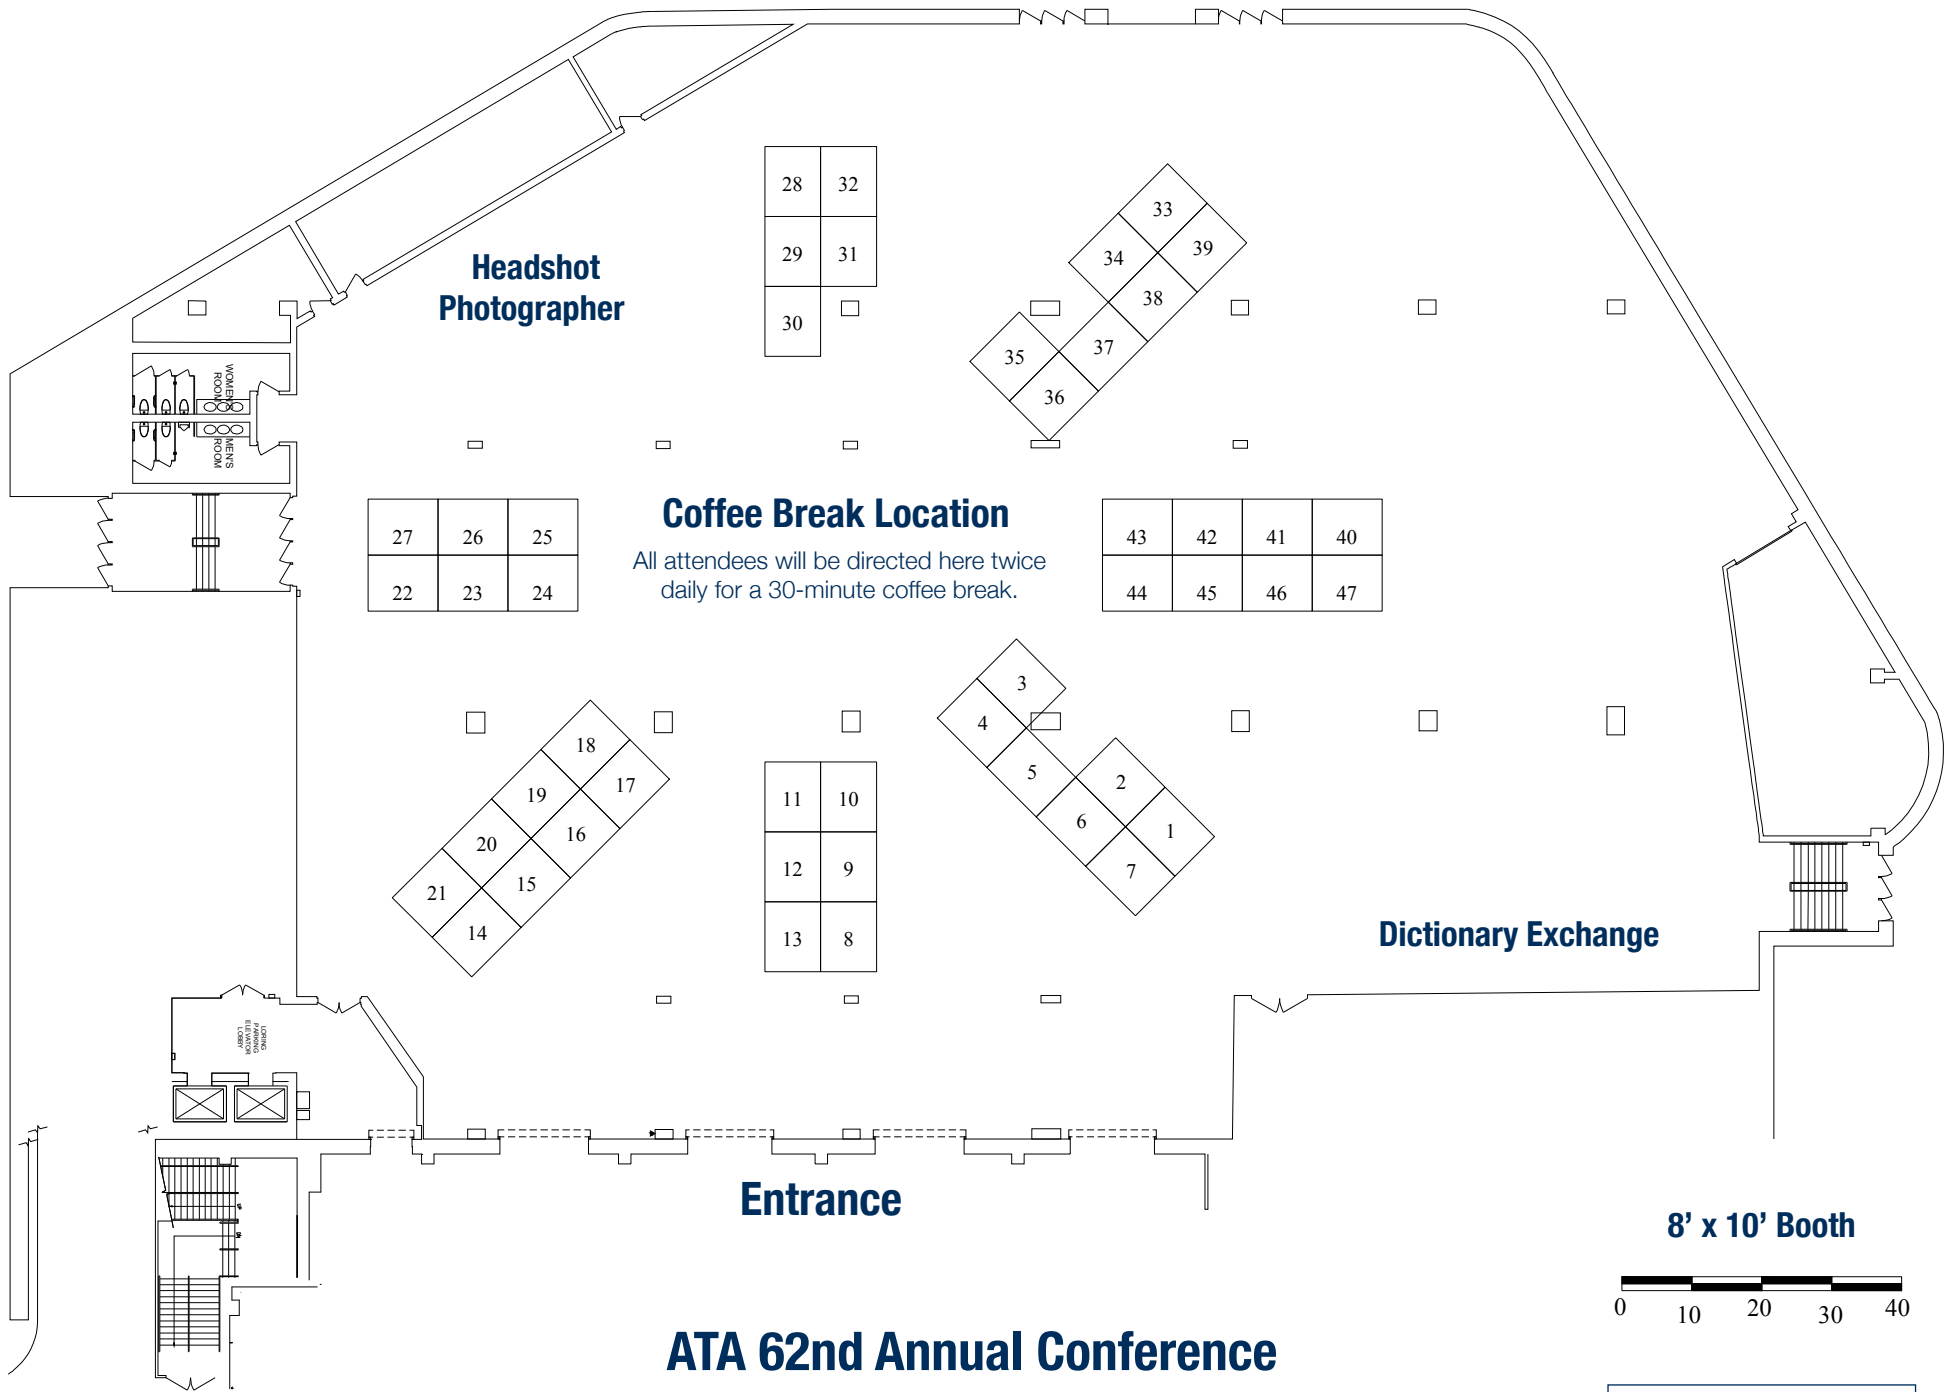 28 32
33
29 31
34 39
Headshot
Photographer
38
30
35 37
36
WOMEN'S
ROOM
MEN'S
ROOM
Coffee Break Location
All attendees will be directed here twice
daily for a 30-minute coffee break.
27 26 25
22 23 24
43 42 41 40
44 45 46 47
3
4
5 2
6 1
7
18
19 17
20 16
21 15
14
11 10
12 9
13 8
Dictionary Exchange
LORING
PARKING
ELEVATOR
LOBBY
Entrance
8’ x 10’ Booth
0 10 20 30 40
ATA 62nd Annual Conference